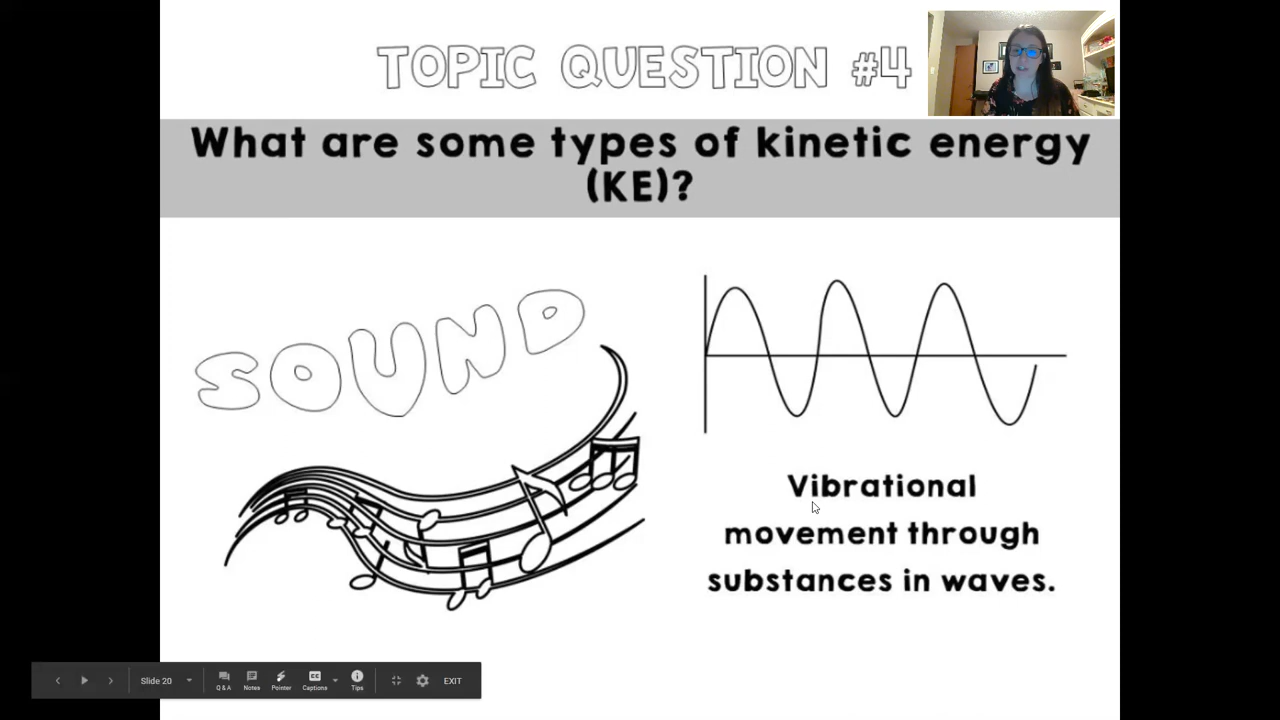 TOPIC QUESTION #4
What are some types of kinetic energy
(KE)?
SOUND
Vibrational
movement through
substances in waves.
Slide 20
Q & A
Notes
Pointer
CC
Captions
Tips
EXIT